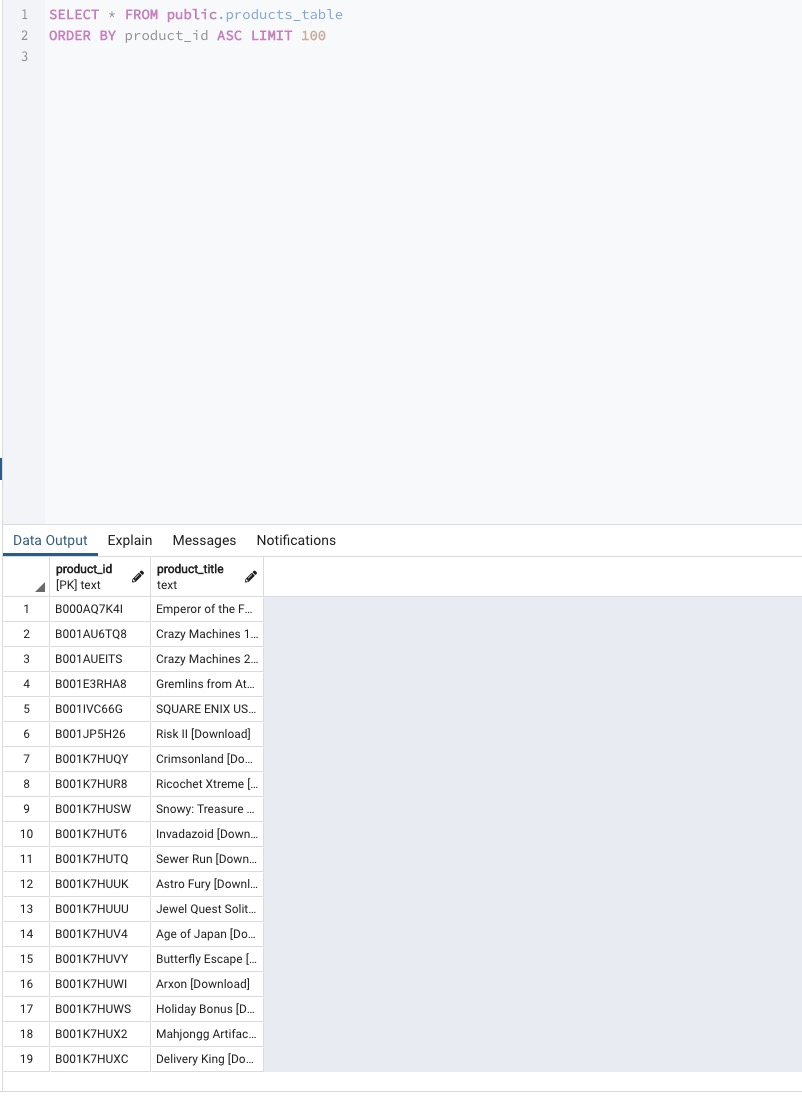 1 SELECT * FROM public.products_table
2 ORDER BY product_id ASC LIMIT 100
3
Data Output Explain Messages Notifications
product_id product_title
[PK] text text
1 B000AQ7K4I Emperor of the F...
2 B001AU6TQ8 Crazy Machines 1...
3 B001AUEITS Crazy Machines 2...
4 B001E3RHA8 Gremlins from At...
5 B001IVC66G SQUARE ENIX US...
6 B001JP5H26 Risk II [Download]
7 B001K7HUQY Crimsonland [Do...
8 B001K7HUR8 Ricochet Xtreme [...
9 B001K7HUSW Snowy: Treasure ...
10 B001K7HUT6 Invadazoid [Down...
11 B001K7HUTQ Sewer Run [Down...
12 B001K7HUUK Astro Fury [Downl...
13 B001K7HUUU Jewel Quest Solit...
14 B001K7HUV4 Age of Japan [Do...
15 B001K7HUVY Butterfly Escape [...
16 B001K7HUWI Arxon [Download]
17 B001K7HUWS Holiday Bonus [D...
18 B001K7HUX2 Mahjongg Artifac...
19 B001K7HUXC Delivery King [Do...